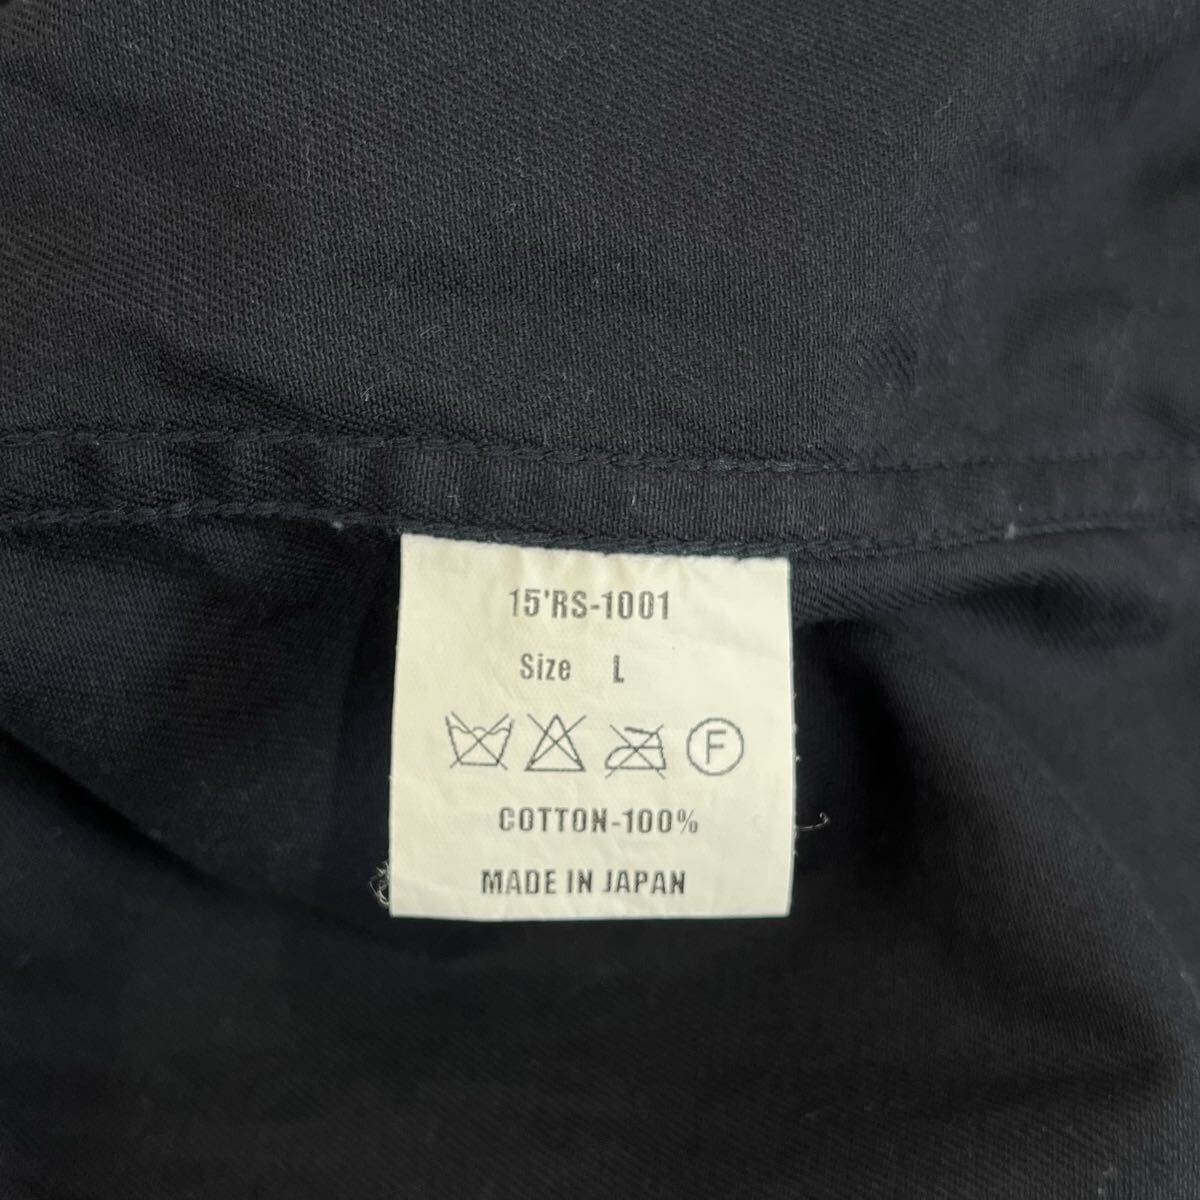 15'RS-1001
Size L
F
COTTON-100%
MADE IN JAPAN